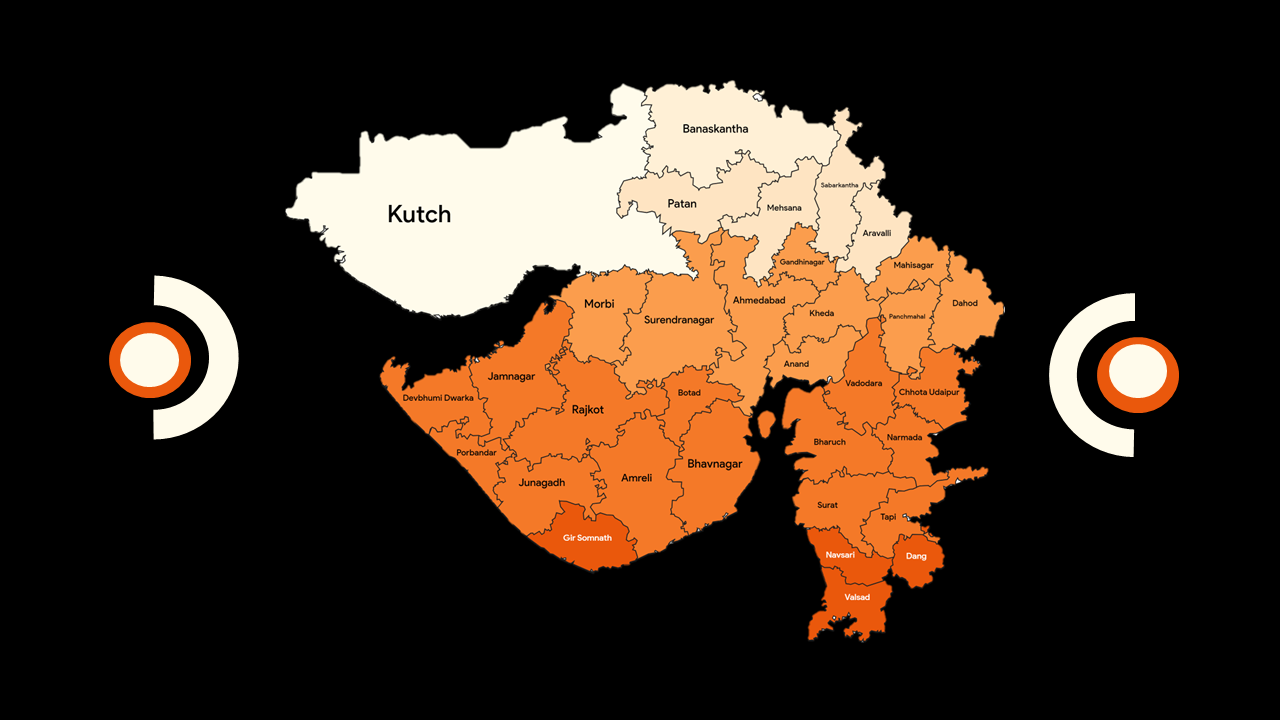 Banaskantha
Sabarkantha
Patan
Mehsana
Kutch
Aravalli
Gandhinagar
Mahisagar
Morbi
Ahmedabad
Dahod
Surendranagar
Kheda
Panchmahal
Anand
Jamnagar
Vadodara
Devbhumi Dwarka
Botad
Chhota Udaipur
Rajkot
Porbandar
Bharuch
Narmada
Bhavnagar
Junagadh
Amreli
Surat
Tapi
Gir Somnath
Navsari
Dang
Valsad